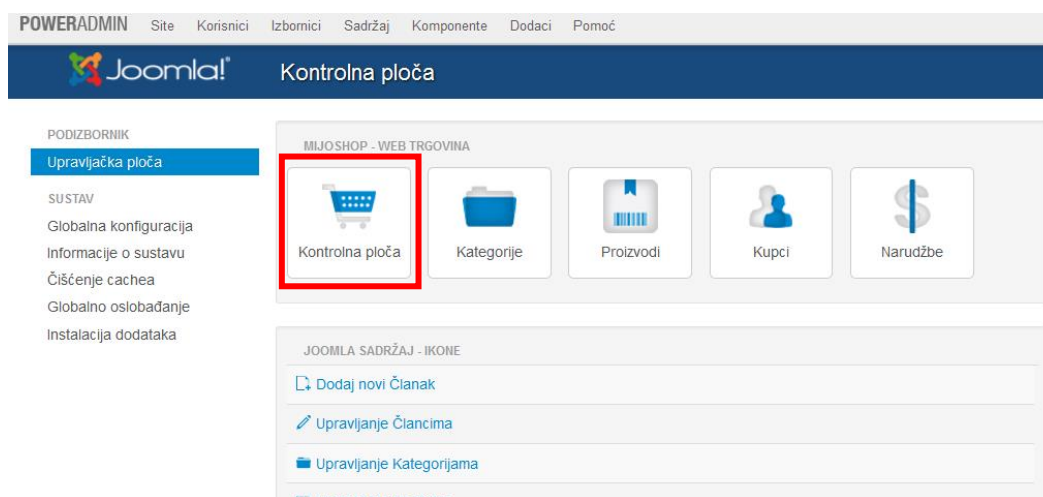 POWERADMIN Site Korisnici Izbornici Sadržaj Komponente Dodaci Pomoć
Joomla!
Kontrolna ploča
PODIZBORNIK
Upravljačka ploča
SUSTAV
Globalna konfiguracija
Informacije o sustavu
Čišćenje cachea
Globalno oslobađanje
Instalacija dodataka
MIJOSHOP - WEB TRGOVINA
Kontrolna ploča
Kategorije
Proizvodi
Kupci
Narudžbe
JOOMLA SADRŽAJ - IKONE
Dodaj novi Članak
Upravljanje Člancima
Upravljanje Kategorijama